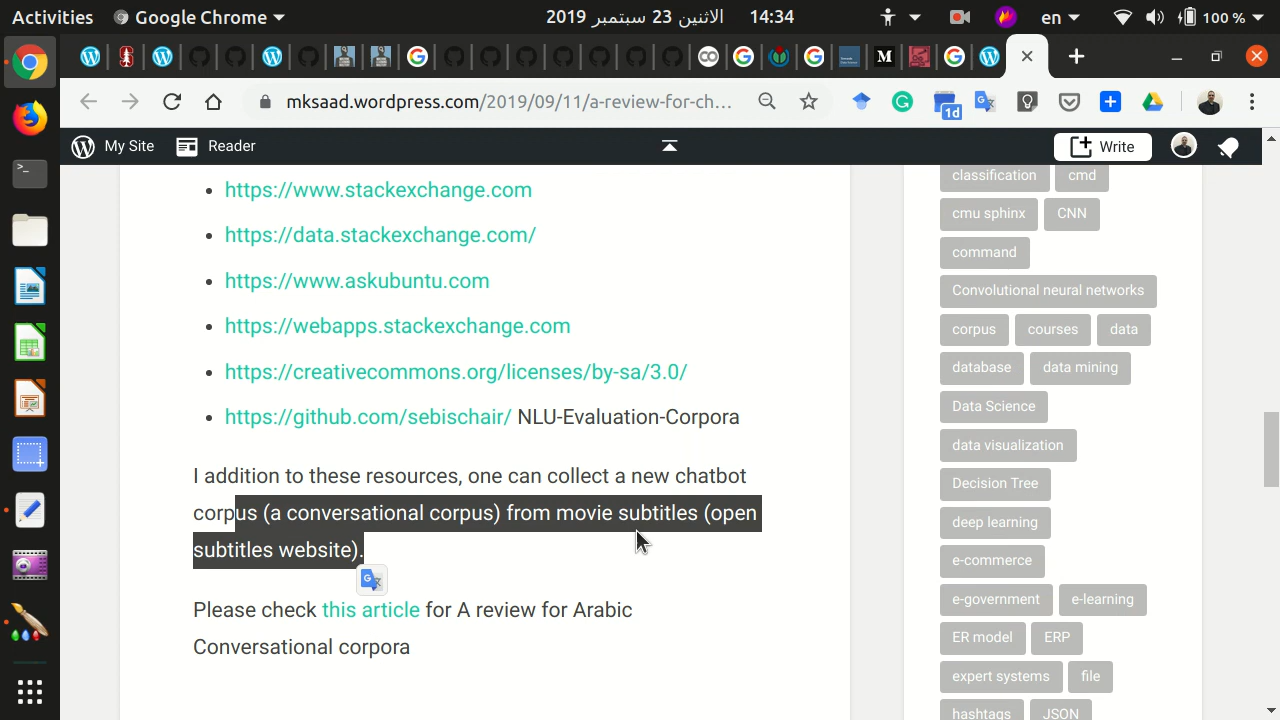 Activities Google Chrome 2019 الاثنين 23 سبتمبر 14:34 en 100 %
mksaad.wordpress.com/2019/09/11/a-review-for-ch... 1d
My Site Reader Write
https://www.stackexchange.com
https://data.stackexchange.com/
https://www.askubuntu.com
https://webapps.stackexchange.com
https://creativecommons.org/licenses/by-sa/3.0/
https://github.com/sebischair/ NLU-Evaluation-Corpora
I addition to these resources, one can collect a new chatbot
corpus (a conversational corpus) from movie subtitles (open
subtitles website).
Please check this article for A review for Arabic
Conversational corpora
classification cmd
cmu sphinx CNN
command
Convolutional neural networks
corpus courses data
database data mining
Data Science
data visualization
Decision Tree
deep learning
e-commerce
e-government e-learning
ER model ERP
expert systems file
hashtags JSON